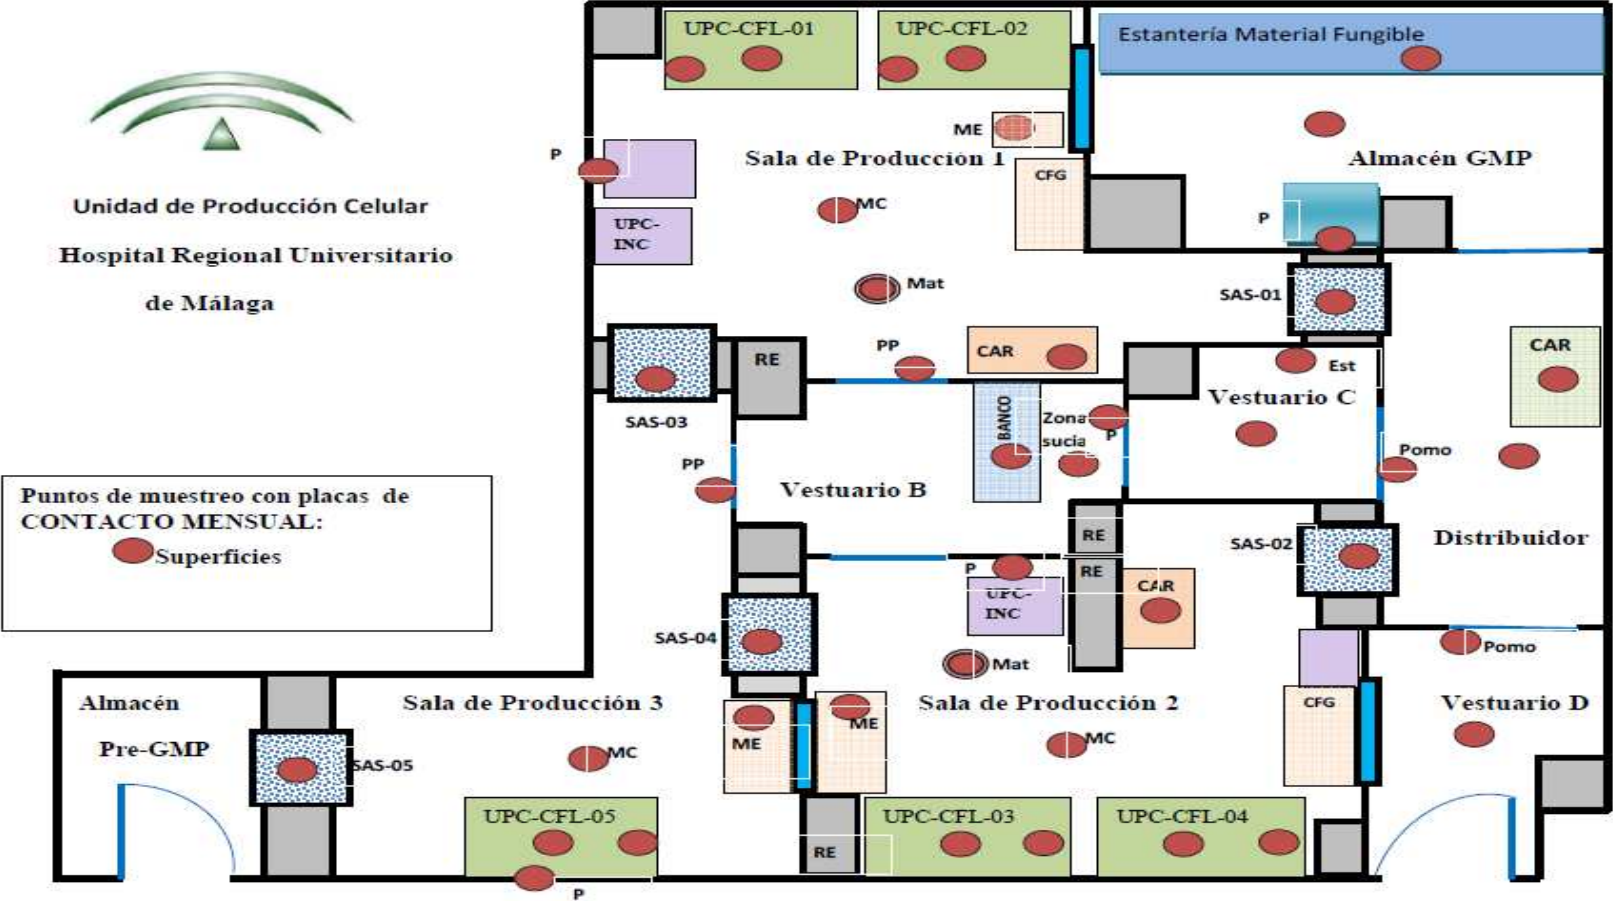 UPC-CFL-01
UPC-CFL-02
Estantería Material Fungible
ME
P
Sala de Producción 1
Almacén GMP
CFG
Unidad de Producción Celular
Hospital Regional Universitario
de Málaga
MC
P
UPC-
INC
Mat
SAS-01
PP
CAR
RE
CAR
Est
Vestuario C
SAS-03
BANCO
Zona
sucia
P
PP
Pomo
Vestuario B
Puntos de muestreo con placas de
CONTACTO MENSUAL:
Superficies
RE
SAS-02
Distribuidor
P
RE
UPC-
INC
CAR
SAS-04
Mat
Pomo
Almacén
Pre-GMP
Sala de Producción 3
Sala de Producción 2
CFG
Vestuario D
ME
ME
MC
MC
SAS-05
UPC-CFL-05
UPC-CFL-03
UPC-CFL-04
RE
P